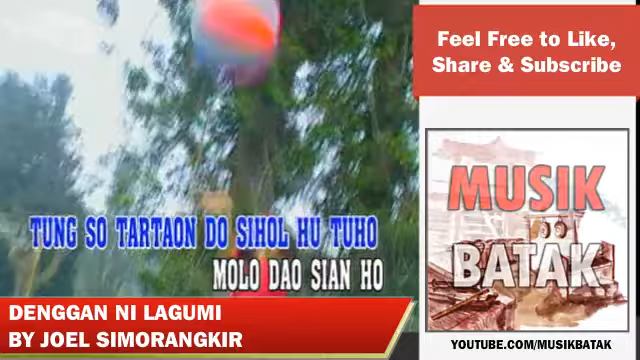 Feel Free to Like,
Share & Subscribe
TUNG SO TARTAON DO SIHOL HU TUHO
MOLO DAO SIAN HO
MUSIK
BATAK
DENGGAN NI LAGUMI
BY JOEL SIMORANGKIR
YOUTUBE.COM/MUSIKBATAK